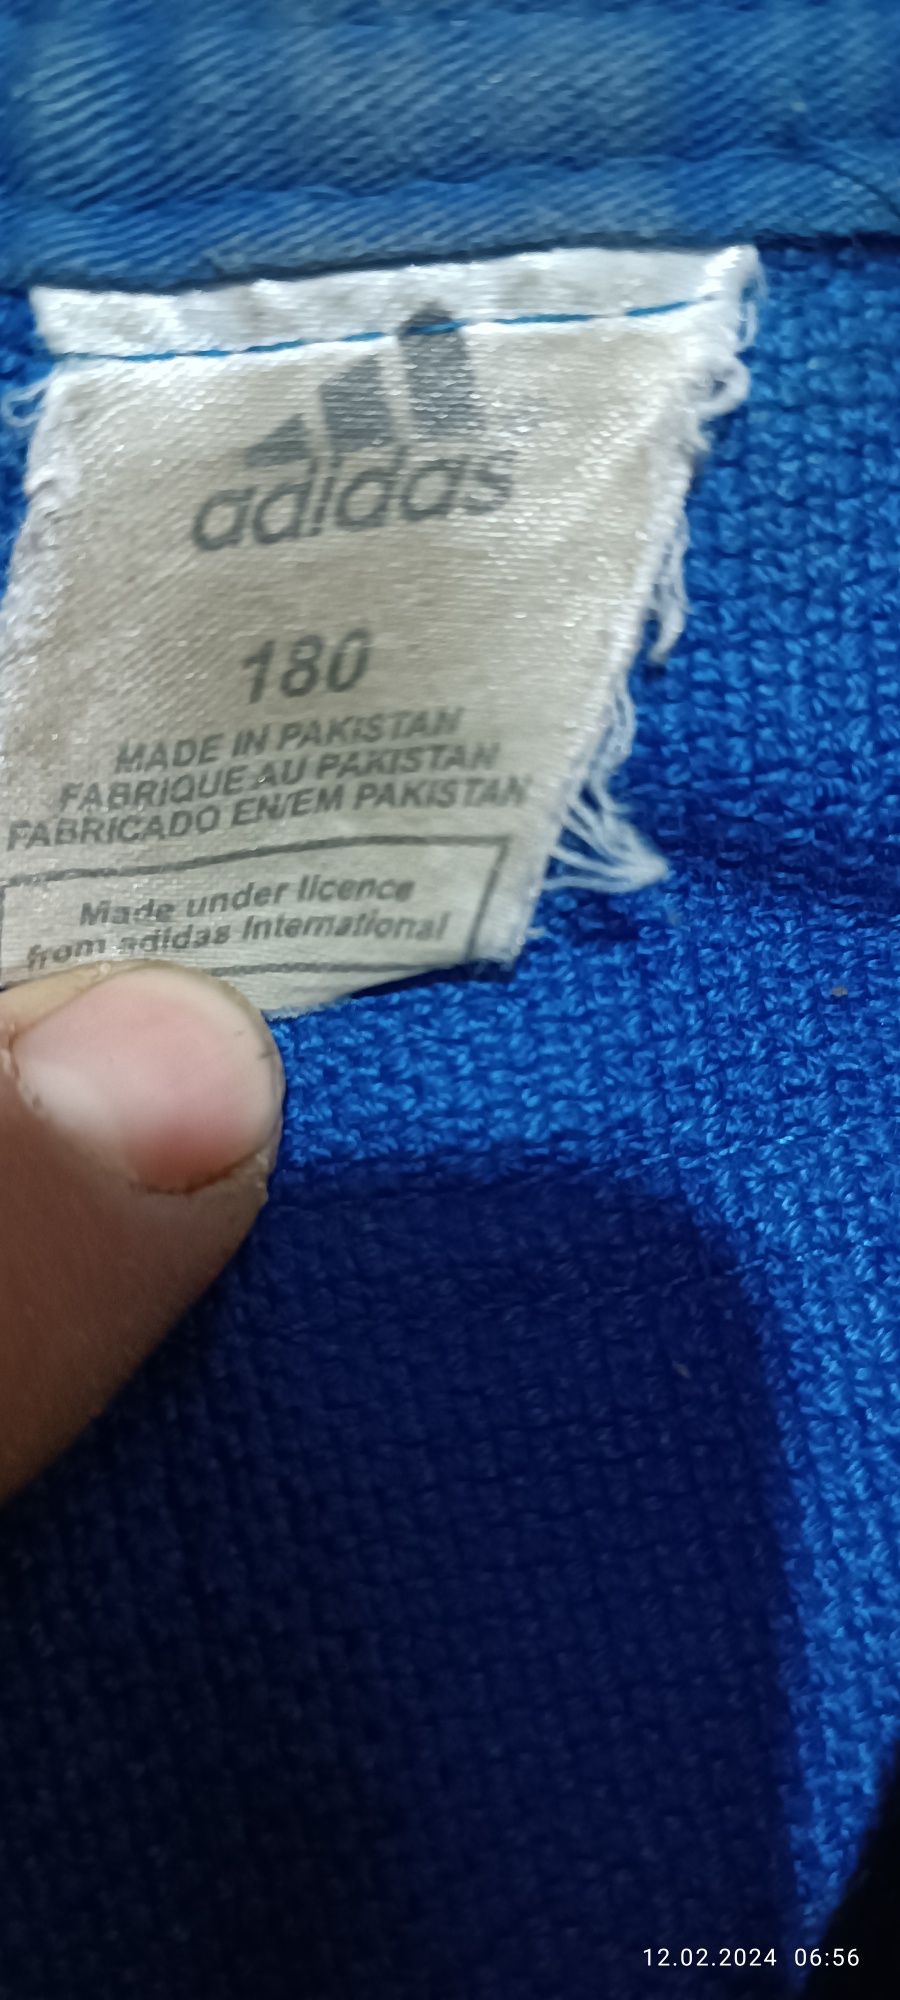 adidas
180
MADE IN PAKISTAN
FABRIQUE AU PAKISTAN
FABRICADO EN/EM PAKISTAN
Made under licence
from adidas International
12.02.2024 06:56